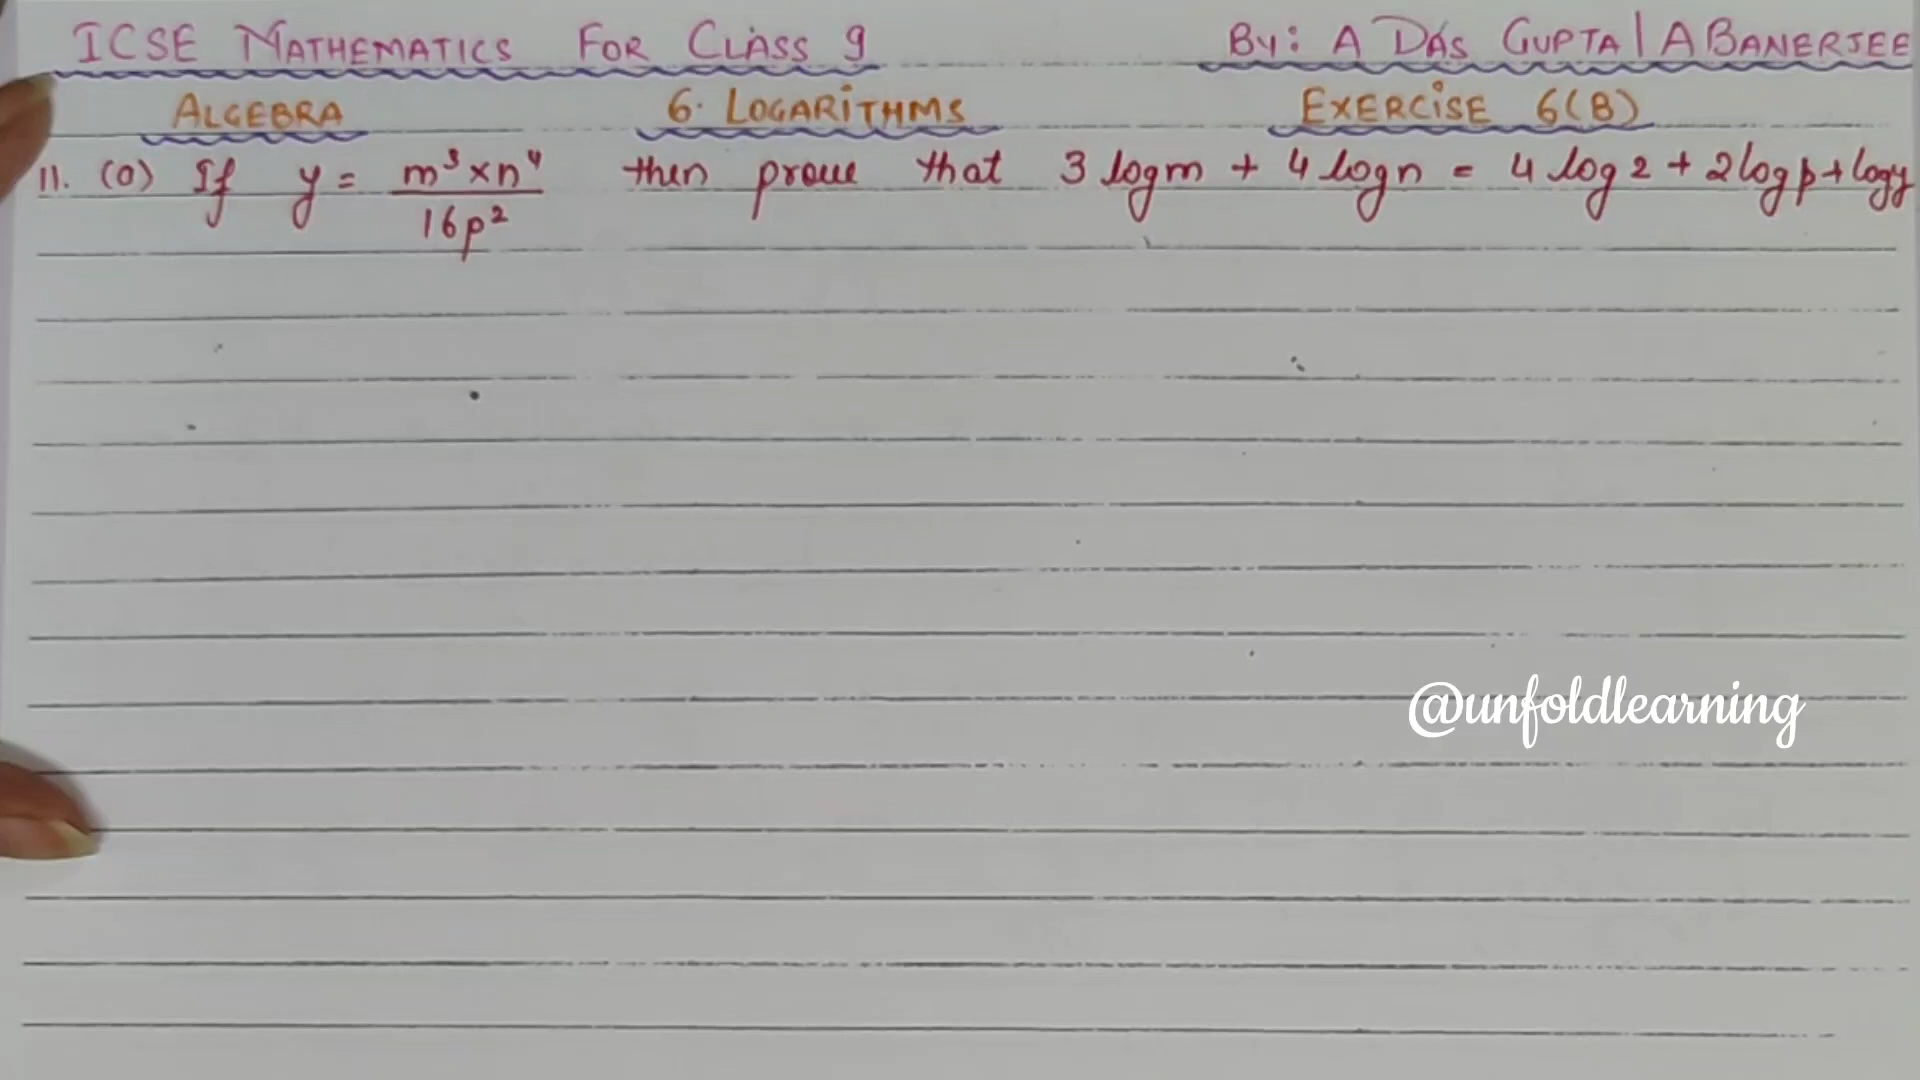 ICSE MATHEMATICS FOR CLASS 9 BY: A DAS GUPTA | A BANERJEE
ALGEBRA 6. LOGARITHMS EXERCISE 6(B)
11. (a) If y = m³×n⁴ / 16p² then prove that 3 log m + 4 log n = 4 log 2 + 2 log p + log y
@unfoldlearning